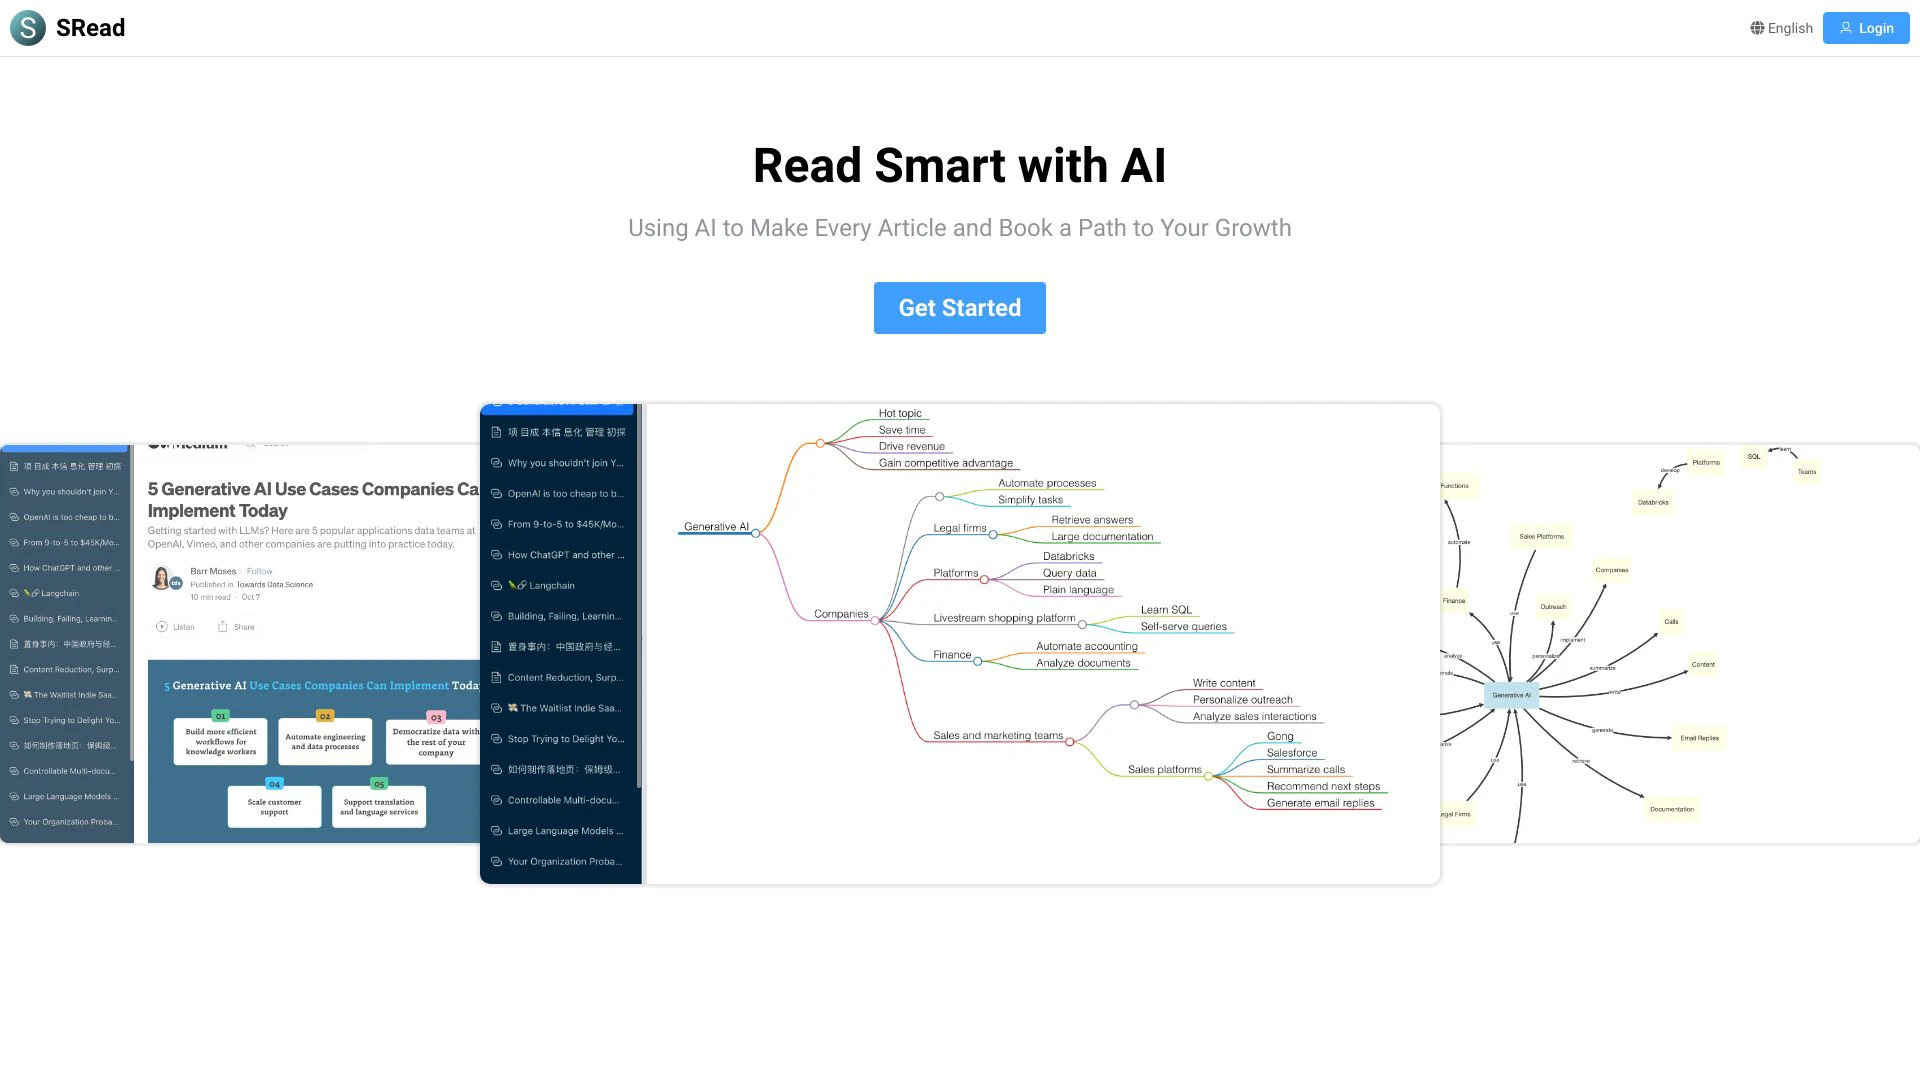 S SRead
English
Login
Read Smart with AI
Using AI to Make Every Article and Book a Path to Your Growth
Get Started
项 目成 本信 息化 管理 初探
Why you shouldn't join Y...
OpenAI is too cheap to b...
From 9-to-5 to $45K/Mo...
How ChatGPT and other ...
Langchain
Building, Failing, Learnin...
置身事内：中国政府与经...
Content Reduction, Surp...
The Waitlist Indie Saa...
Stop Trying to Delight Yo...
如何制作落地页：保姆级...
Controllable Multi-docu...
Large Language Models ...
Your Organization Proba...
5 Generative AI Use Cases Companies Ca
Implement Today
Getting started with LLMs? Here are 5 popular applications data teams at
OpenAI, Vimeo, and other companies are putting into practice today.
tds
Barr Moses · Follow
Published in Towards Data Science
10 min read · Oct 7
Listen
Share
5 Generative AI Use Cases Companies Can Implement Today
01
Build more efficient
workflows for
knowledge workers
02
Automate engineering
and data processes
03
Democratize data with
the rest of your
company
04
Scale customer
support
05
Support translation
and language services
项 目成 本信 息化 管理 初探
Why you shouldn't join Y...
OpenAI is too cheap to b...
From 9-to-5 to $45K/Mo...
How ChatGPT and other ...
Langchain
Building, Failing, Learnin...
置身事内：中国政府与经...
Content Reduction, Surp...
The Waitlist Indie Saa...
Stop Trying to Delight Yo...
如何制作落地页：保姆级...
Controllable Multi-docu...
Large Language Models ...
Your Organization Proba...
Generative AI
Hot topic
Save time
Drive revenue
Gain competitive advantage
Companies
Automate processes
Simplify tasks
Legal firms
Retrieve answers
Large documentation
Platforms
Databricks
Query data
Plain language
Livestream shopping platform
Learn SQL
Self-serve queries
Finance
Automate accounting
Analyze documents
Sales and marketing teams
Write content
Personalize outreach
Analyze sales interactions
Sales platforms
Gong
Salesforce
Summarize calls
Recommend next steps
Generate email replies
SQL
learn
Teams
Platforms
develop
Databricks
Functions
automate
Finance
Sales Platforms
use
Companies
implement
Outreach
personalize
Calls
summarize
Content
write
Generative AI
use
analyze
Email Replies
generate
retrieve
Documentation
use
use
egal Firms